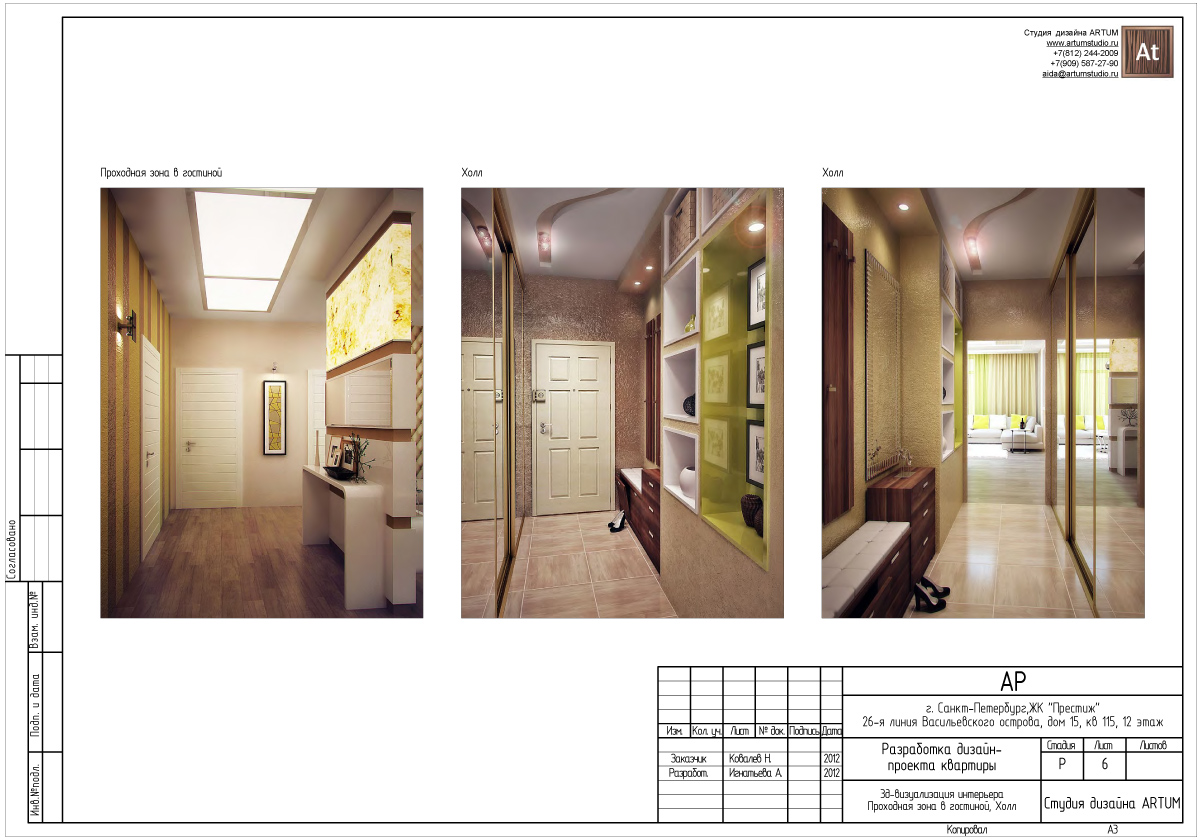 Студия дизайна ARTUM
www.artumstudio.ru
+7(812) 244-2009
+7(909) 587-27-90
aida@artumstudio.ru
At
Проходная зона в гостиной
Холл
Холл
Согласовано
Взам. инв.№
Подп. и дата
Инв.№подл.
АР
г. Санкт-Петербург,ЖК "Престиж"
26-я линия Васильевского острова, дом 15, кв 115, 12 этаж
Изм. Кол. уч. Лист № док. Подпись Дата
Заказчик Ковалев Н. 2012
Разработ. Игнатьева А. 2012
Разработка дизайн-
проекта квартиры
Стадия Лист Листов
Р 6
3d-визуализация интерьера
Проходная зона в гостиной, Холл
Студия дизайна ARTUM
Копировал А3